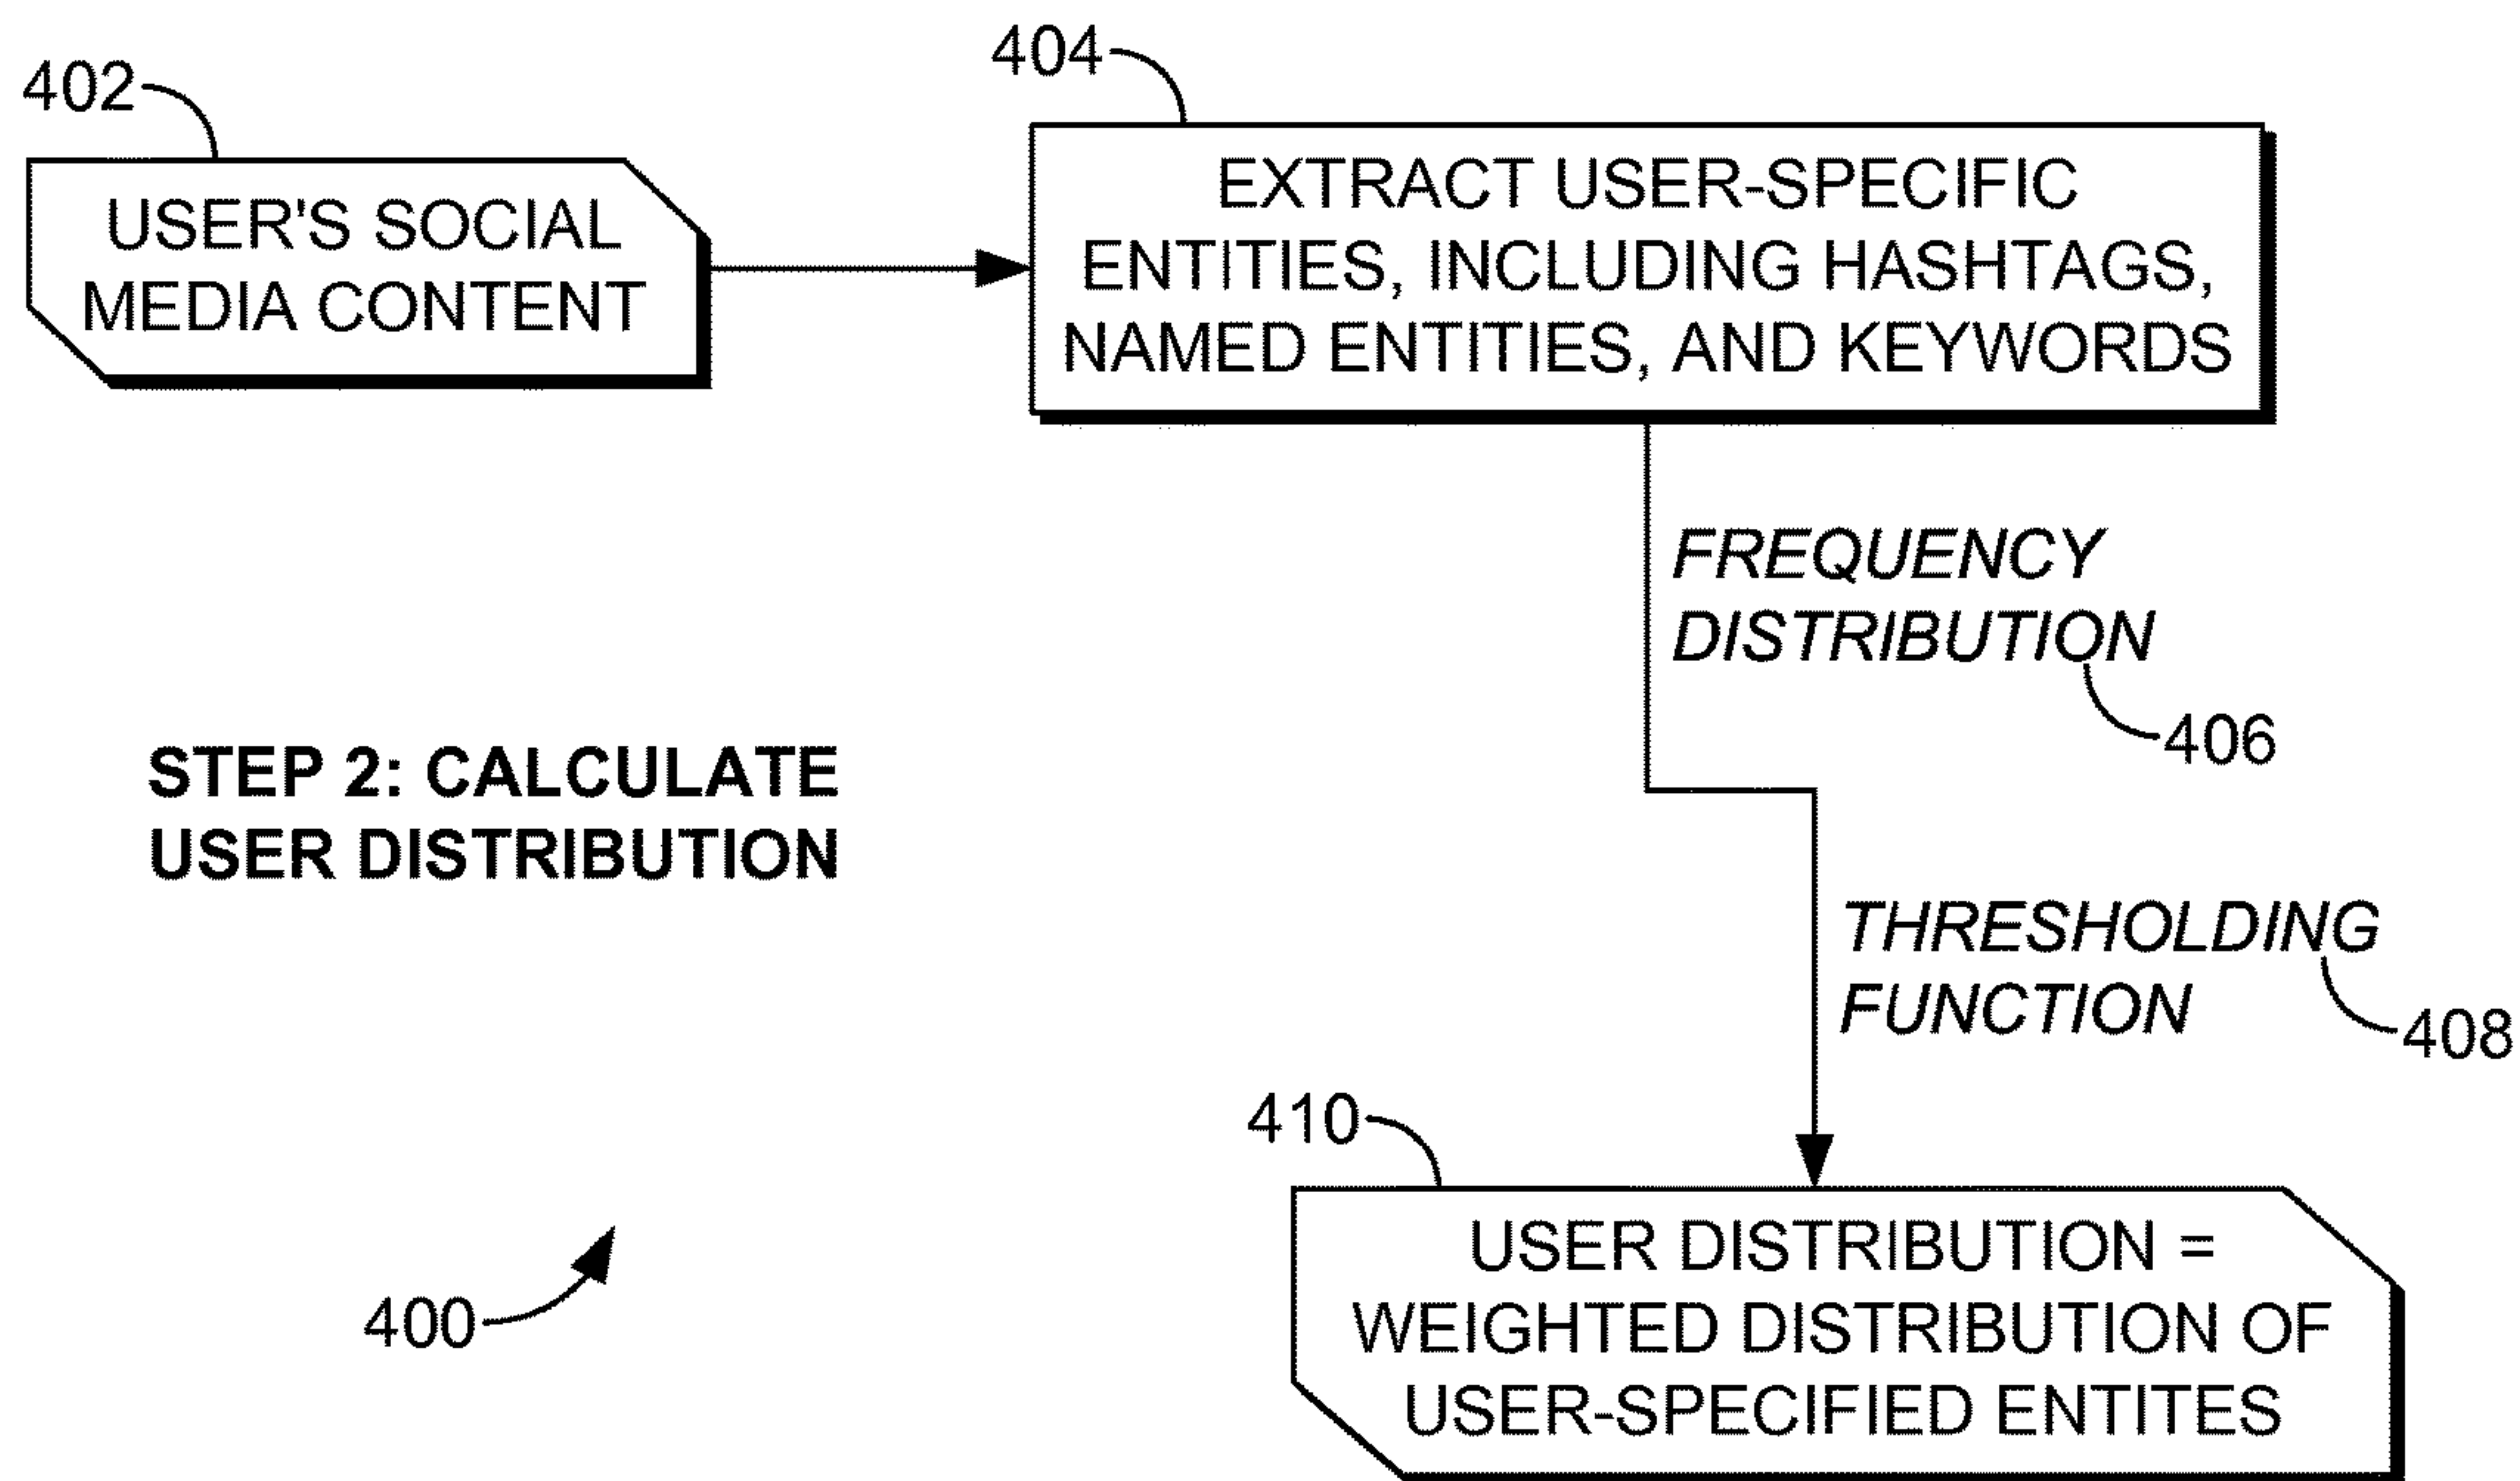 402
USER'S SOCIAL
MEDIA CONTENT
404
EXTRACT USER-SPECIFIC
ENTITIES, INCLUDING HASHTAGS,
NAMED ENTITIES, AND KEYWORDS
FREQUENCY
DISTRIBUTION
406
STEP 2: CALCULATE
USER DISTRIBUTION
THRESHOLDING
FUNCTION
408
410
USER DISTRIBUTION =
WEIGHTED DISTRIBUTION OF
USER-SPECIFIED ENTITES
400